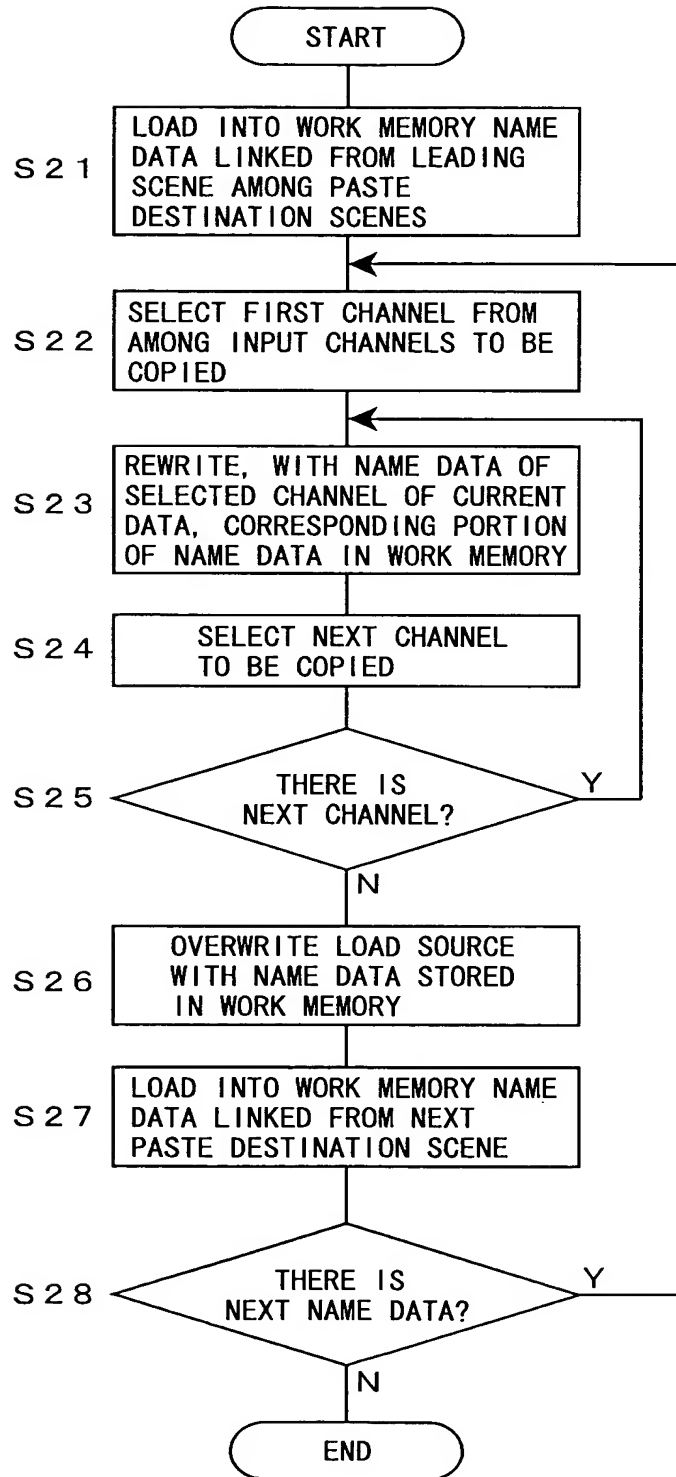 START
S21
LOAD INTO WORK MEMORY NAME
DATA LINKED FROM LEADING
SCENE AMONG PASTE
DESTINATION SCENES
S22
SELECT FIRST CHANNEL FROM
AMONG INPUT CHANNELS TO BE
COPIED
S23
REWRITE, WITH NAME DATA OF
SELECTED CHANNEL OF CURRENT
DATA, CORRESPONDING PORTION
OF NAME DATA IN WORK MEMORY
S24
SELECT NEXT CHANNEL
TO BE COPIED
S25
THERE IS
NEXT CHANNEL?
Y
N
S26
OVERWRITE LOAD SOURCE
WITH NAME DATA STORED
IN WORK MEMORY
S27
LOAD INTO WORK MEMORY NAME
DATA LINKED FROM NEXT
PASTE DESTINATION SCENE
S28
THERE IS
NEXT NAME DATA?
Y
N
END